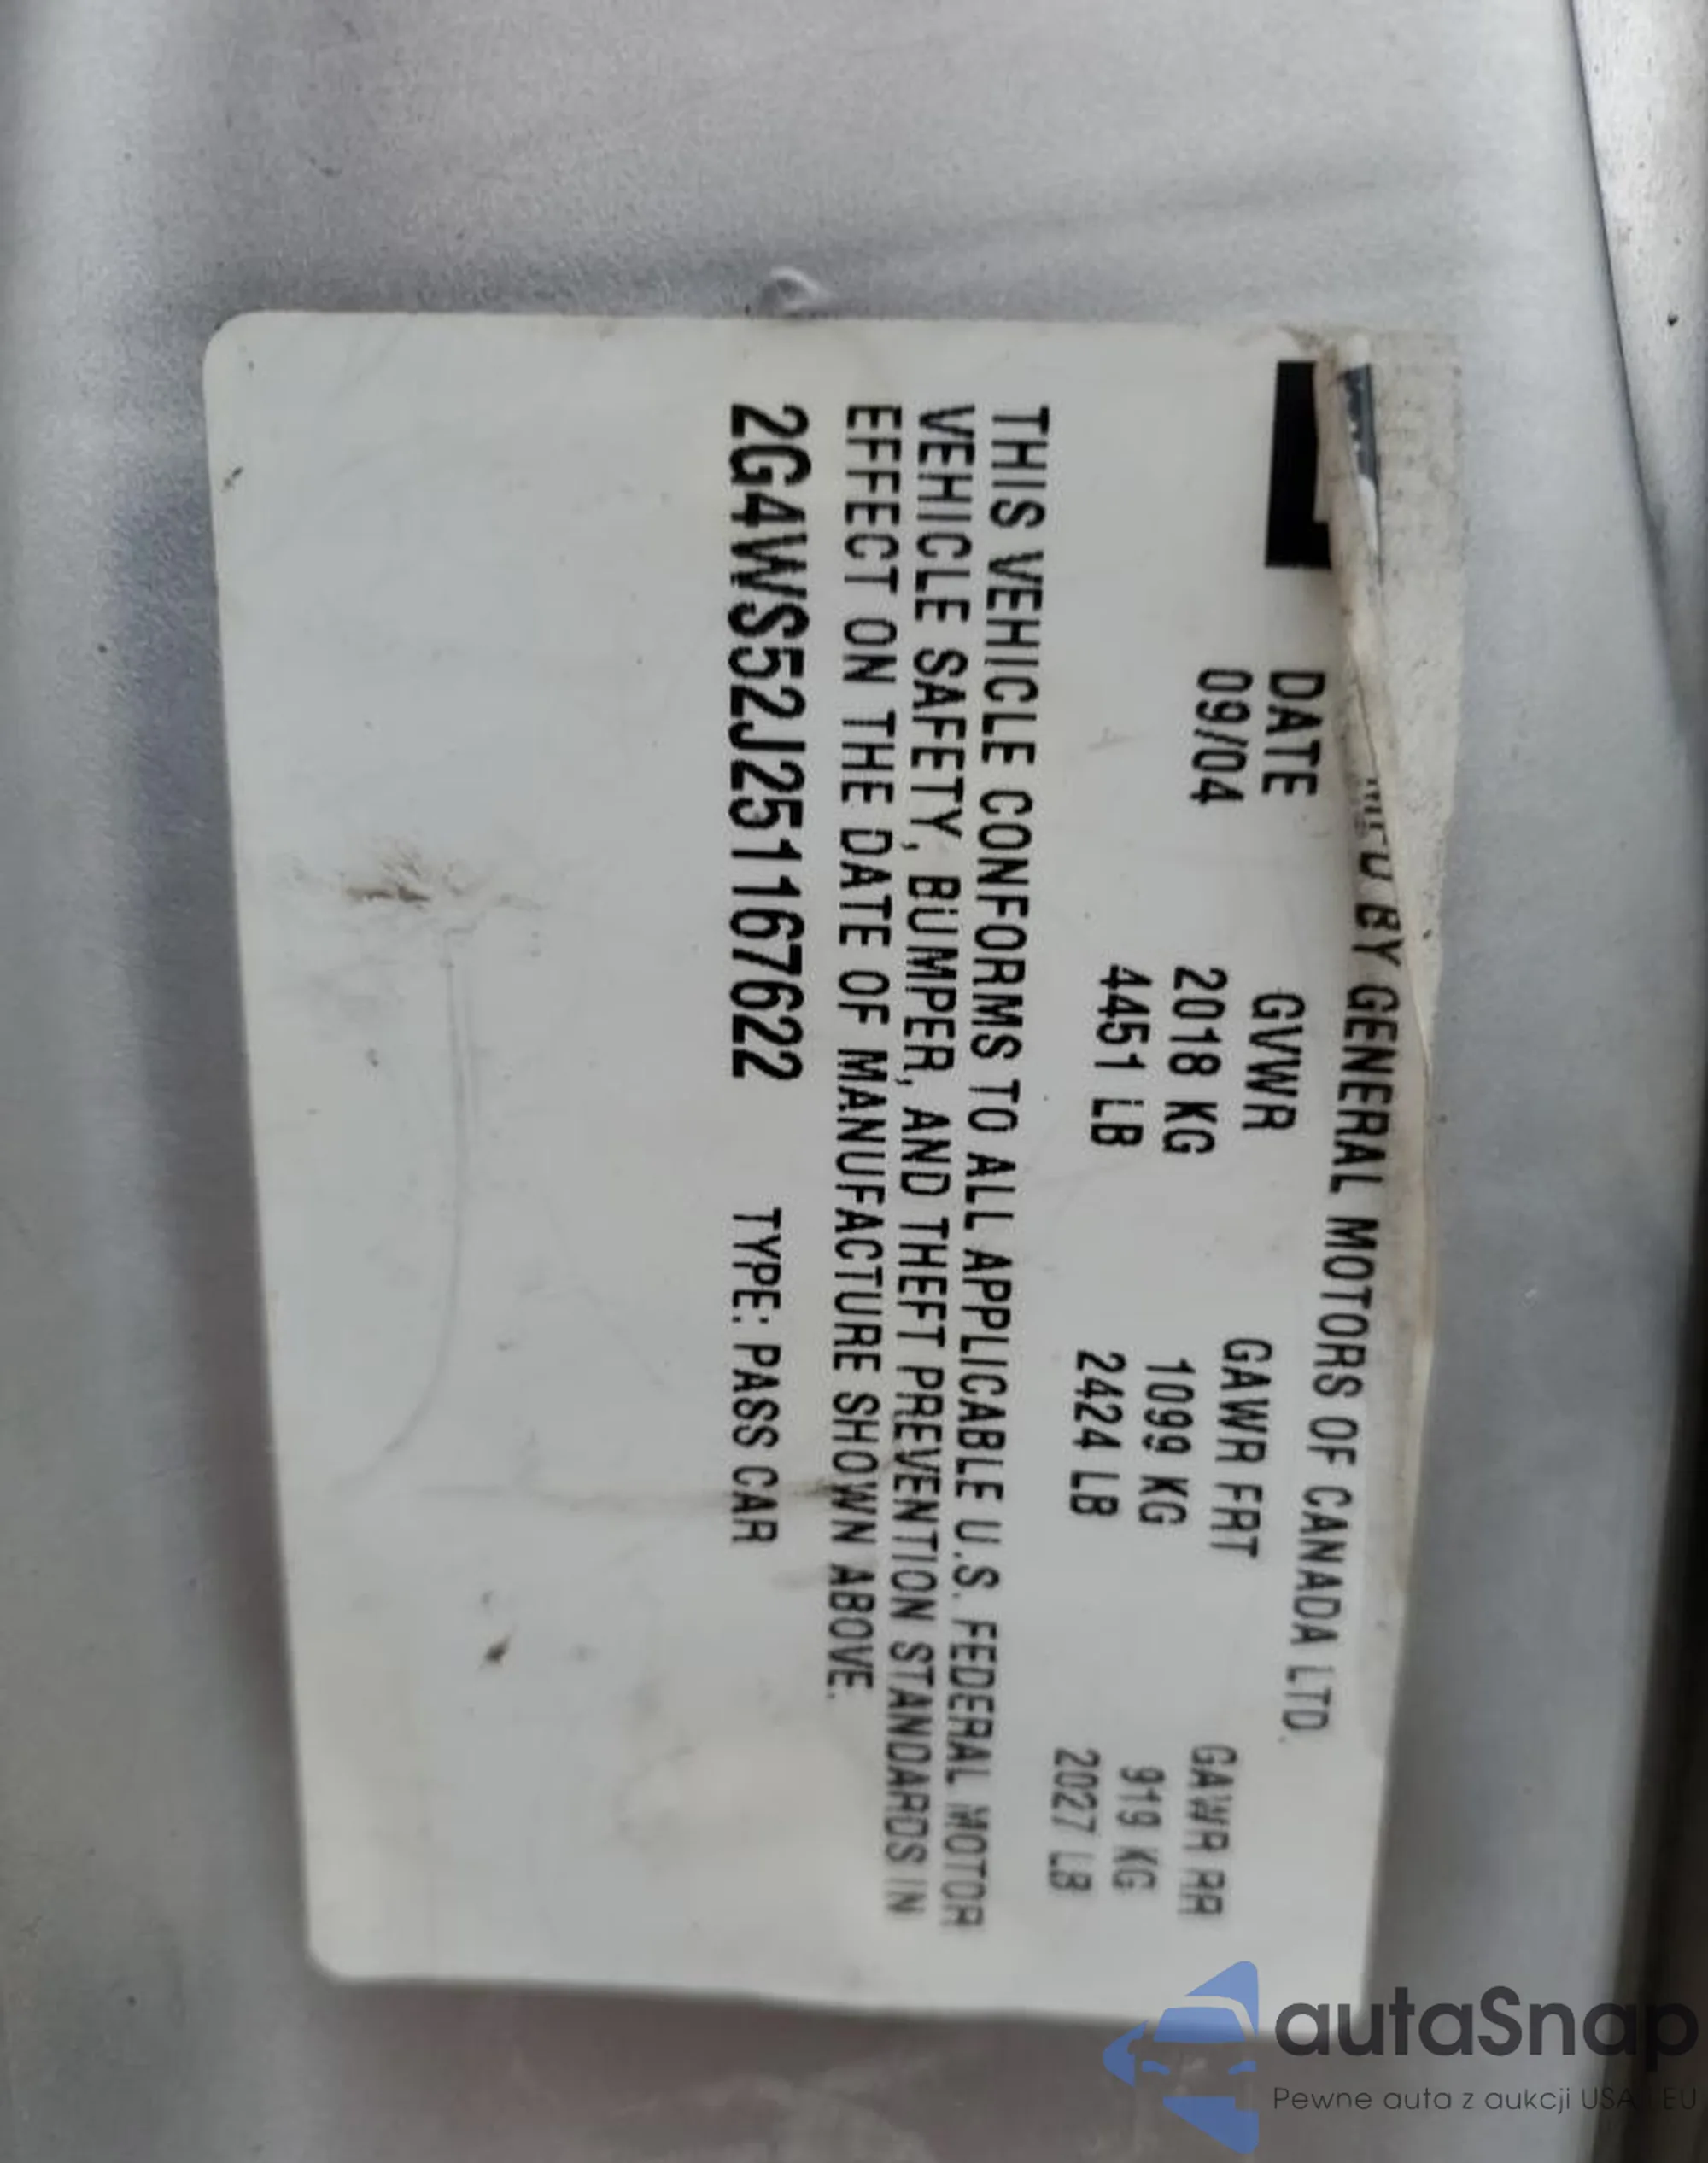 BY GENERAL MOTORS OF CANADA LTD.
DATE GVWR GAWR FRT GAWR RR
09/04 2018 KG 1099 KG 919 KG
4451 LB 2424 LB 2027 LB
THIS VEHICLE CONFORMS TO ALL APPLICABLE U.S. FEDERAL MOTOR
VEHICLE SAFETY, BUMPER, AND THEFT PREVENTION STANDARDS IN
EFFECT ON THE DATE OF MANUFACTURE SHOWN ABOVE.
2G4WS52J251167622 TYPE: PASS CAR
autaSnap
Pewne auta z aukcji USA EU